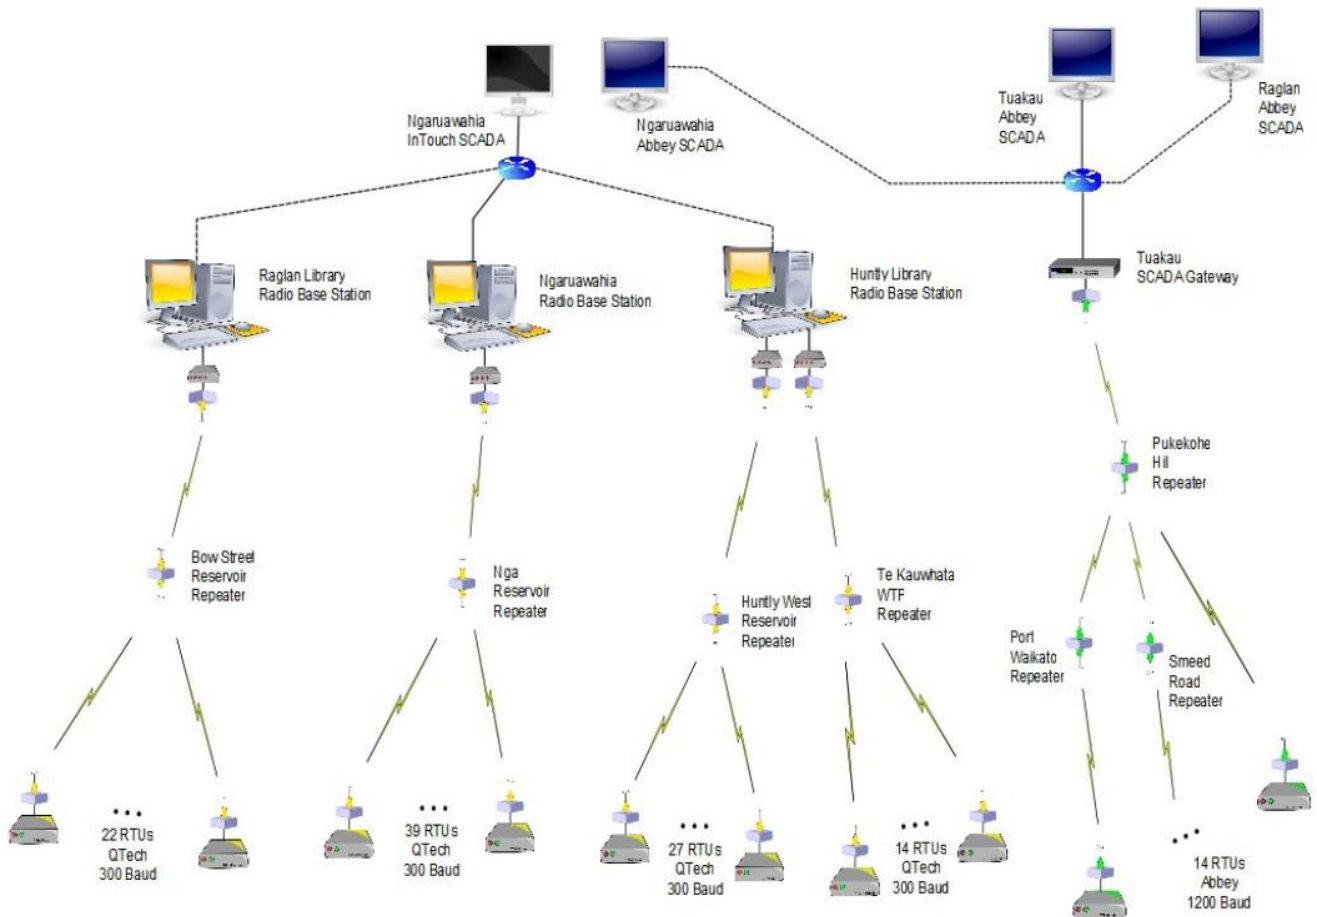 Ngaruawahia
InTouch SCADA
Ngaruawahia
Abbey SCADA
Tuakau
Abbey
SCADA
Raglan
Abbey
SCADA
Raglan Library
Radio Base Station
Ngaruawahia
Radio Base Station
Huntly Library
Radio Base Station
Tuakau
SCADA Gateway
Pukekohe
Hill
Repeater
Bow Street
Reservoir
Repeater
Nga
Reservoir
Repeater
Huntly West
Reservoir
Repeater
Te Kauwhata
WTF
Repeater
Port
Waikato
Repeater
Smeed
Road
Repeater
•••
22 RTUs
QTech
300 Baud
•••
39 RTUs
QTech
300 Baud
•••
27 RTUs
QTech
300 Baud
•••
14 RTUs
QTech
300 Baud
•••
14 RTUs
Abbey
1200 Baud